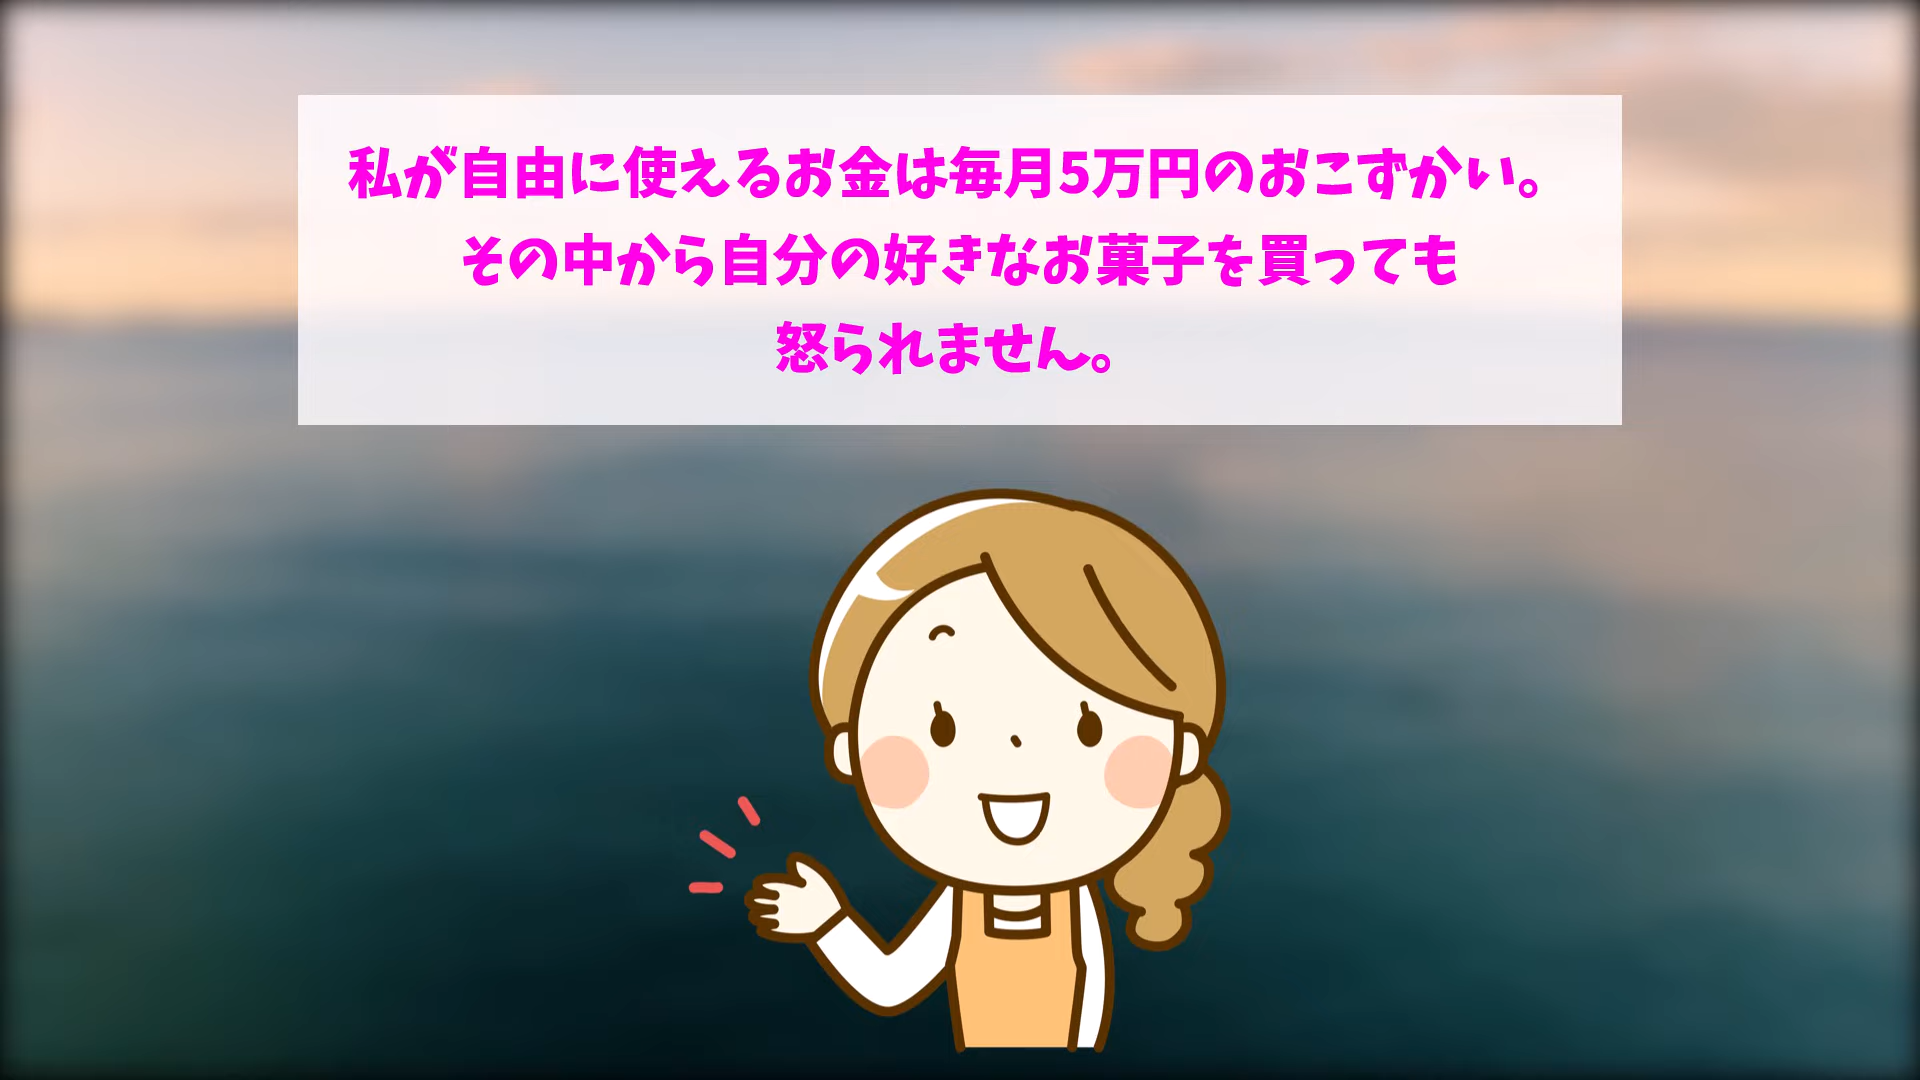 私が自由に使えるお金は毎月5万円のおこずかい。
その中から自分の好きなお菓子を買っても
怒られません。